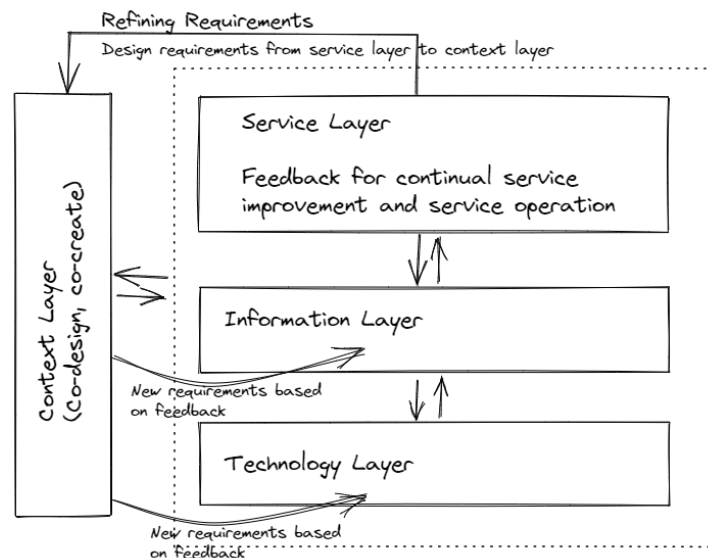 Refining Requirements
Design requirements from service layer to context layer
Service Layer
Feedback for continual service
improvement and service operation
Context Layer
(Co-design, co-create)
Information Layer
New requirements based
on feedback
Technology Layer
New requirements based
on feedback